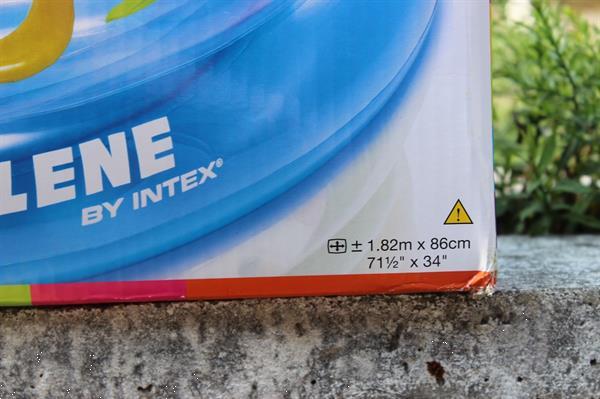 LENE
BY INTEX®
± 1.82m x 86cm
71½" x 34"